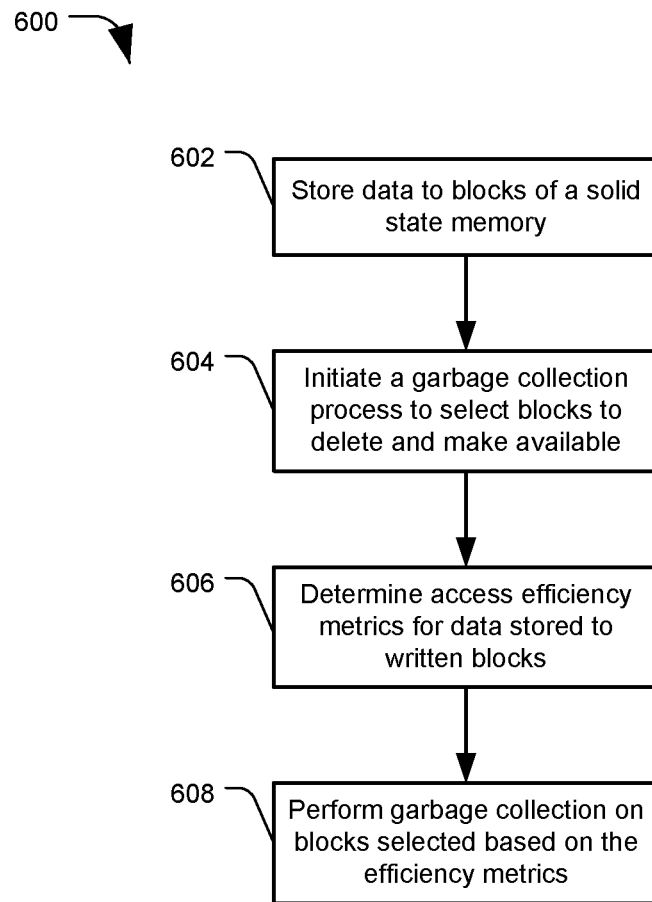 600
602
Store data to blocks of a solid
state memory
604
Initiate a garbage collection
process to select blocks to
delete and make available
606
Determine access efficiency
metrics for data stored to
written blocks
608
Perform garbage collection on
blocks selected based on the
efficiency metrics